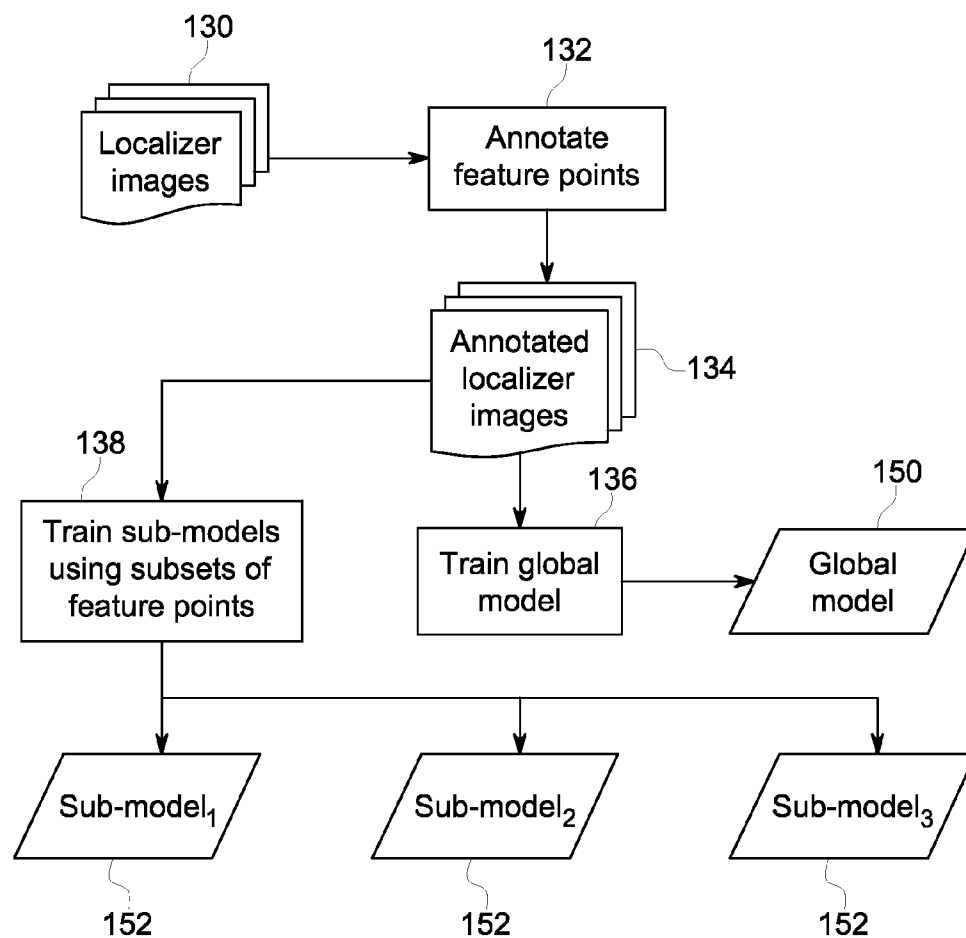 130
132
Localizer
images
Annotate
feature points
Annotated
localizer
images
134
138
136
150
Train sub-models
using subsets of
feature points
Train global
model
Global
model
Sub-model₁
Sub-model₂
Sub-model₃
152
152
152